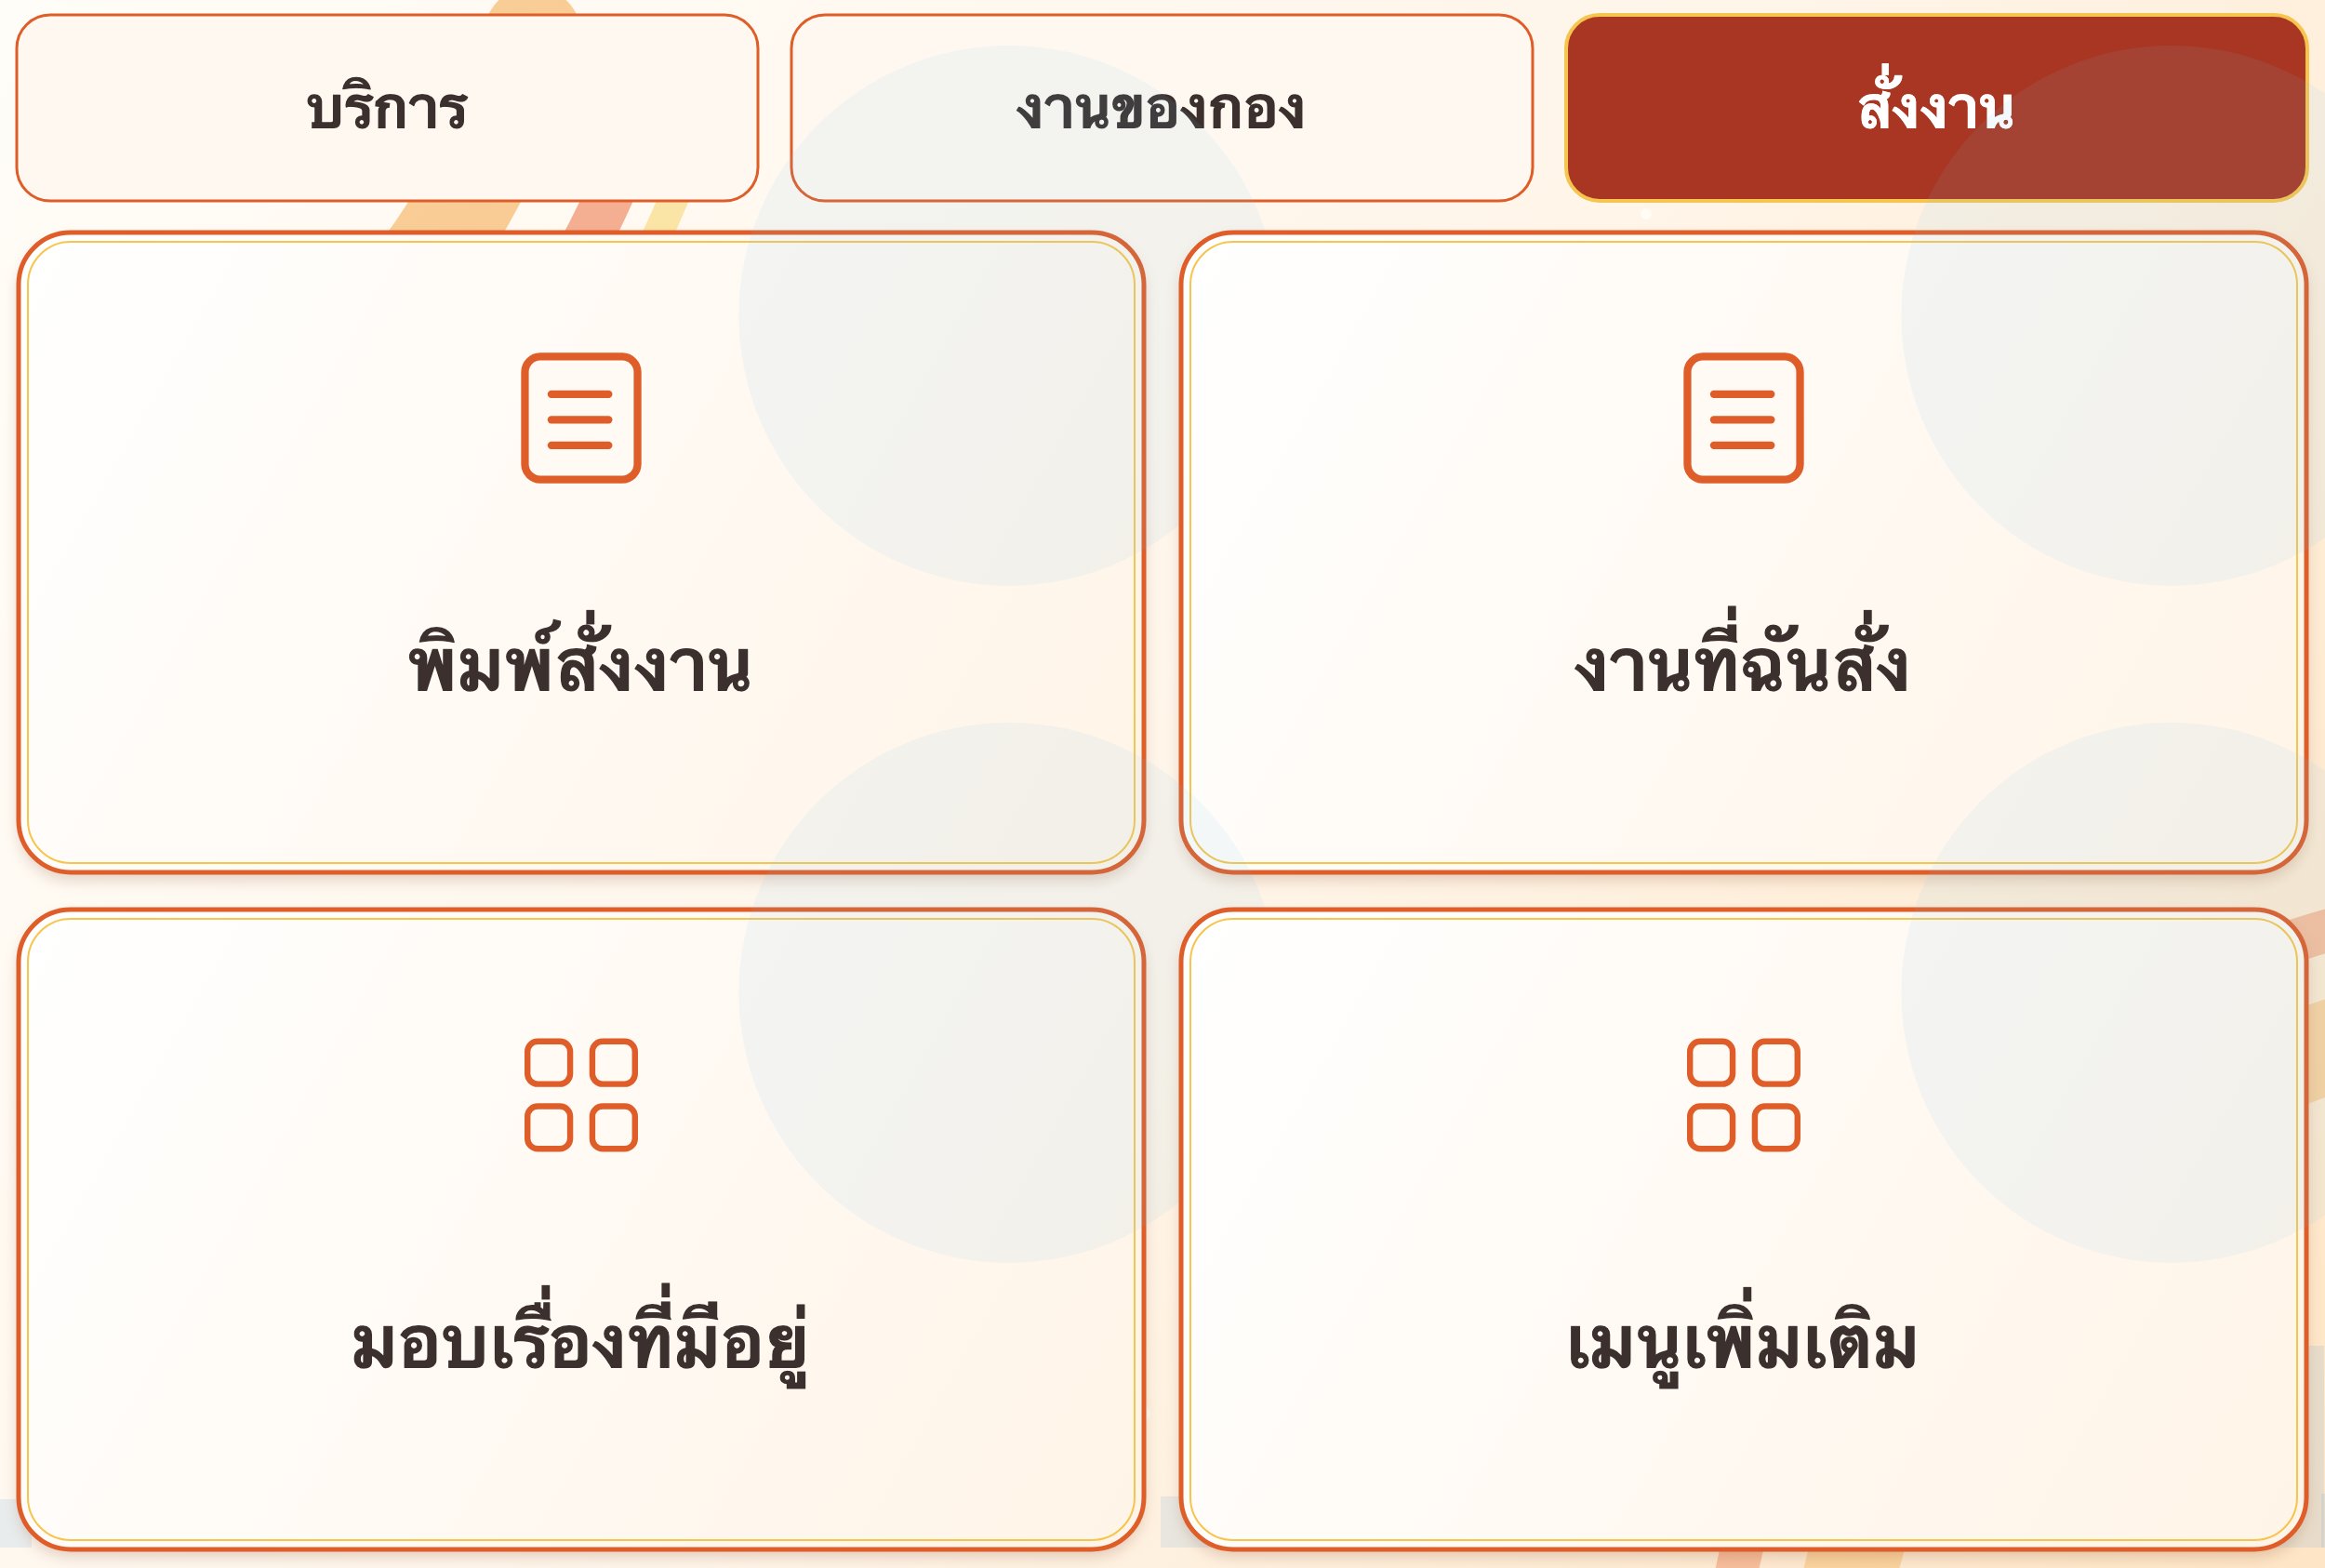 บริการ
งานของกอง
สั่งงาน
พิมพ์สั่งงาน
งานที่ฉันสั่ง
มอบเรื่องที่มีอยู่
เมนูเพิ่มเติม